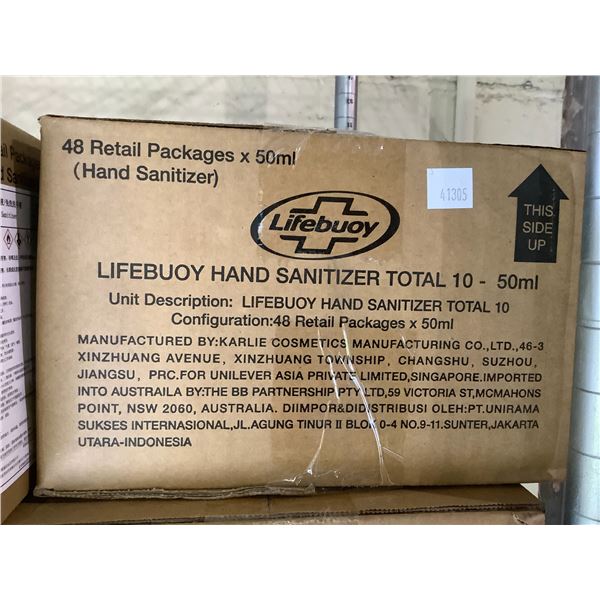 48 Retail Packages x 50ml
(Hand Sanitizer)
41305
Lifebuoy
THIS
SIDE
UP
LIFEBUOY HAND SANITIZER TOTAL 10 - 50ml
Unit Description: LIFEBUOY HAND SANITIZER TOTAL 10
Configuration:48 Retail Packages x 50ml
MANUFACTURED BY:KARLIE COSMETICS MANUFACTURING CO.,LTD.,46-3
XINZHUANG AVENUE, XINZHUANG TOWNSHIP, CHANGSHU, SUZHOU,
JIANGSU, PRC.FOR UNILEVER ASIA PRIVATE LIMITED,SINGAPORE.IMPORTED
INTO AUSTRAILA BY:THE BB PARTNERSHIP PTY LTD,59 VICTORIA ST,MCMAHONS
POINT, NSW 2060, AUSTRALIA. DIIMPOR&DIDISTRIBUSI OLEH:PT.UNIRAMA
SUKSES INTERNASIONAL,JL.AGUNG TINUR II BLOK 0-4 NO.9-11.SUNTER,JAKARTA
UTARA-INDONESIA